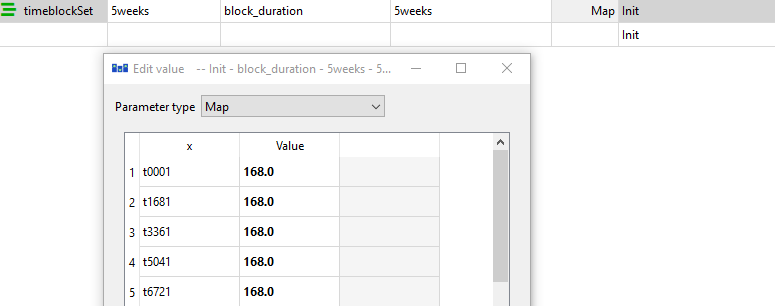 timeblockSet 5weeks block_duration 5weeks Map Init
Init
Edit value -- Init - block_duration - 5weeks - 5...
Parameter type Map
x Value
1 t0001 168.0
2 t1681 168.0
3 t3361 168.0
4 t5041 168.0
5 t6721 168.0